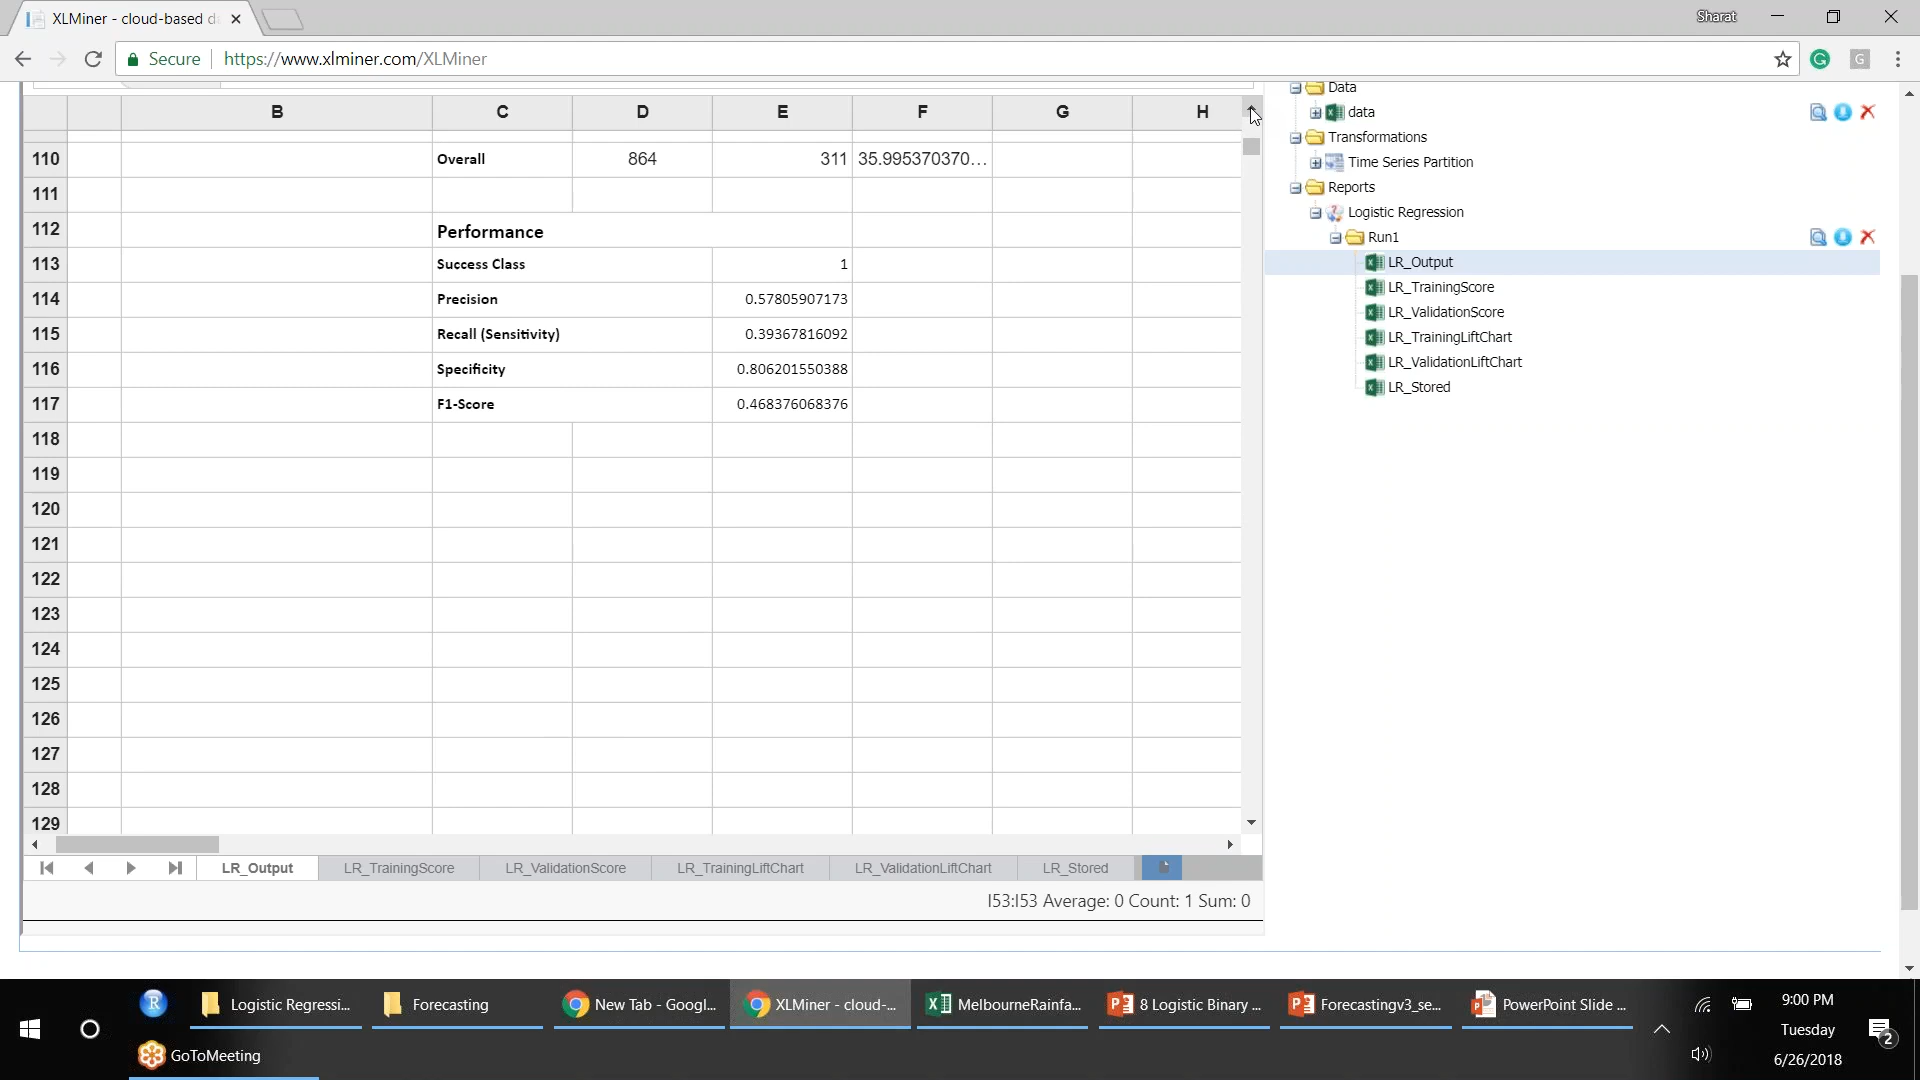 XLMiner - cloud-based d
Sharat
Secure
https://www.xlminer.com/XLMiner
B C D E F G H
110 Overall 864 311 35.995370370...
111
112 Performance
113 Success Class 1
114 Precision 0.57805907173
115 Recall (Sensitivity) 0.39367816092
116 Specificity 0.806201550388
117 F1-Score 0.468376068376
118
119
120
121
122
123
124
125
126
127
128
129
Data
data
Transformations
Time Series Partition
Reports
Logistic Regression
Run1
LR_Output
LR_TrainingScore
LR_ValidationScore
LR_TrainingLiftChart
LR_ValidationLiftChart
LR_Stored
LR_Output LR_TrainingScore LR_ValidationScore LR_TrainingLiftChart LR_ValidationLiftChart LR_Stored
I53:I53 Average: 0 Count: 1 Sum: 0
Logistic Regressi...
Forecasting
New Tab - Googl...
XLMiner - cloud-...
MelbourneRainfa...
8 Logistic Binary ...
Forecastingv3_se...
PowerPoint Slide ...
GoToMeeting
9:00 PM
Tuesday
6/26/2018
2